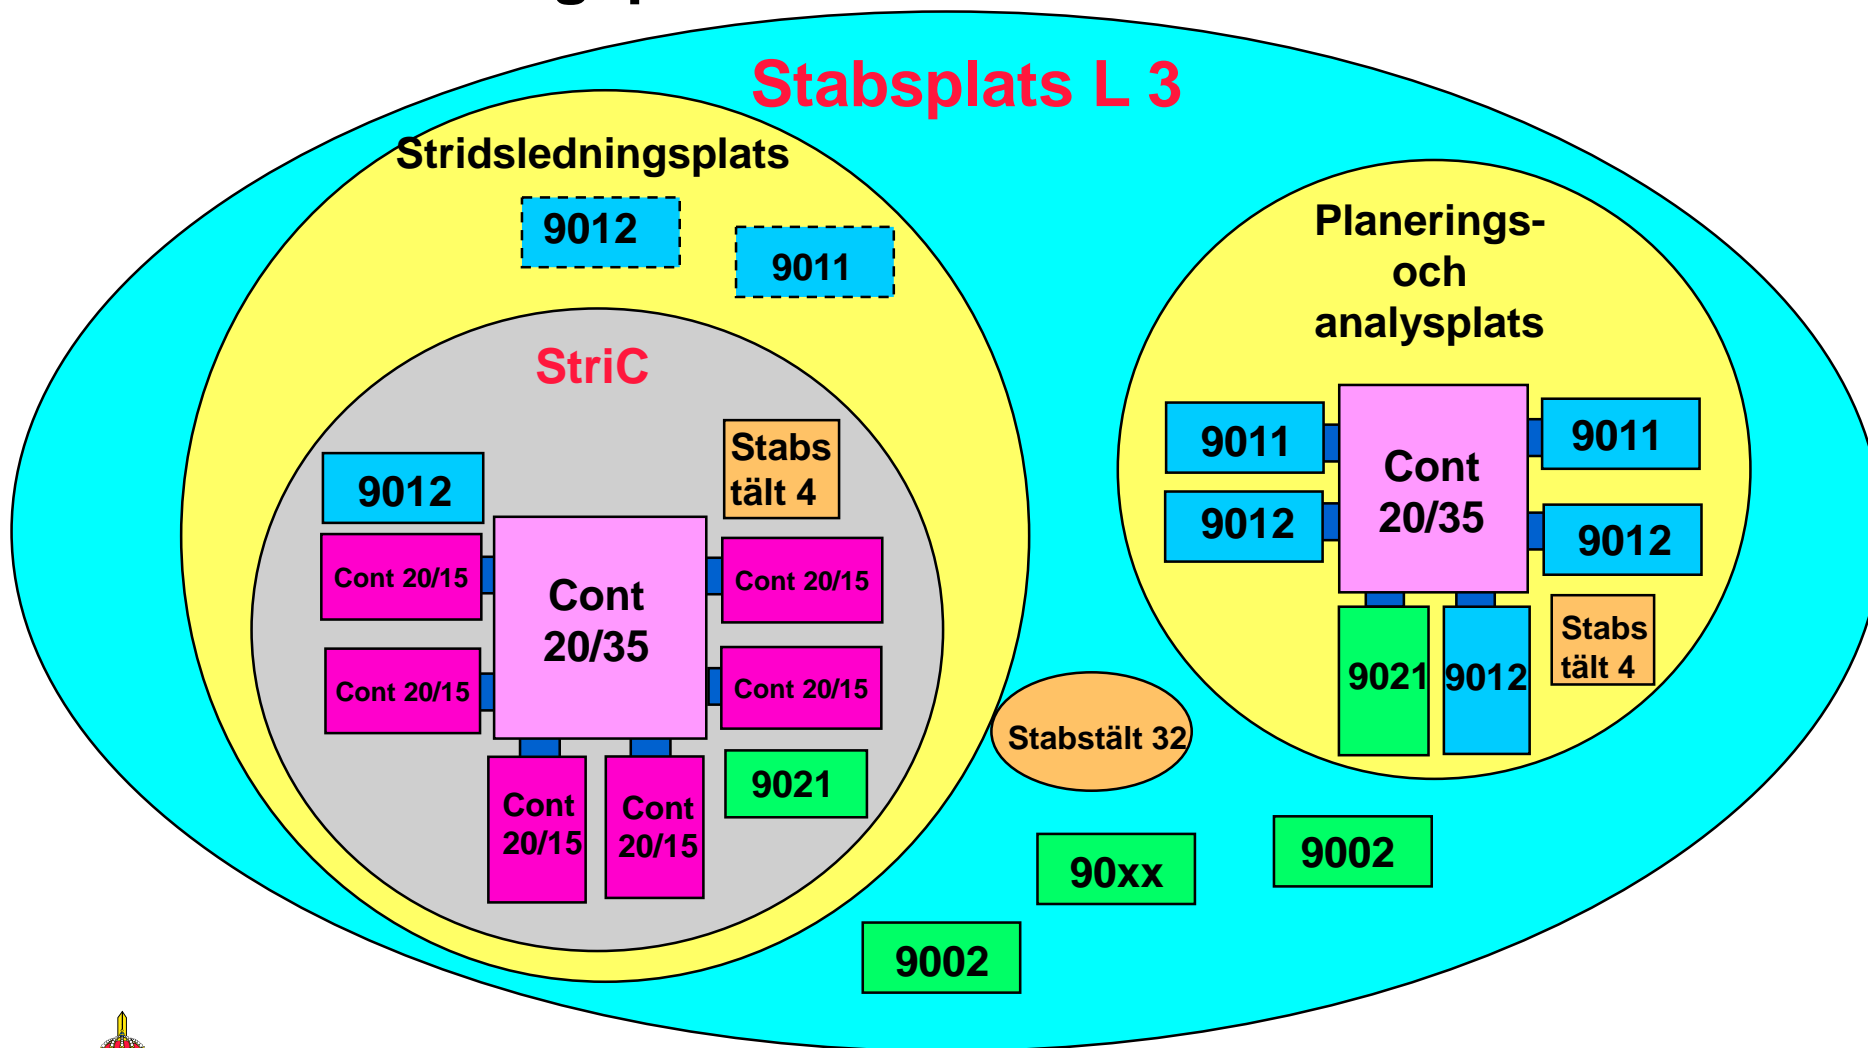 Stabsplats L 3
Stridsledningsplats
9012
9011
StriC
9012
Stabs
tält 4
Cont 20/15
Cont 20/15
Cont
20/35
Cont 20/15
Cont 20/15
Cont
20/15
Cont
20/15
9021
Planerings-
och
analysplats
9011
9012
Cont
20/35
9011
9012
9021
9012
Stabs
tält 4
Stabstält 32
90xx
9002
9002